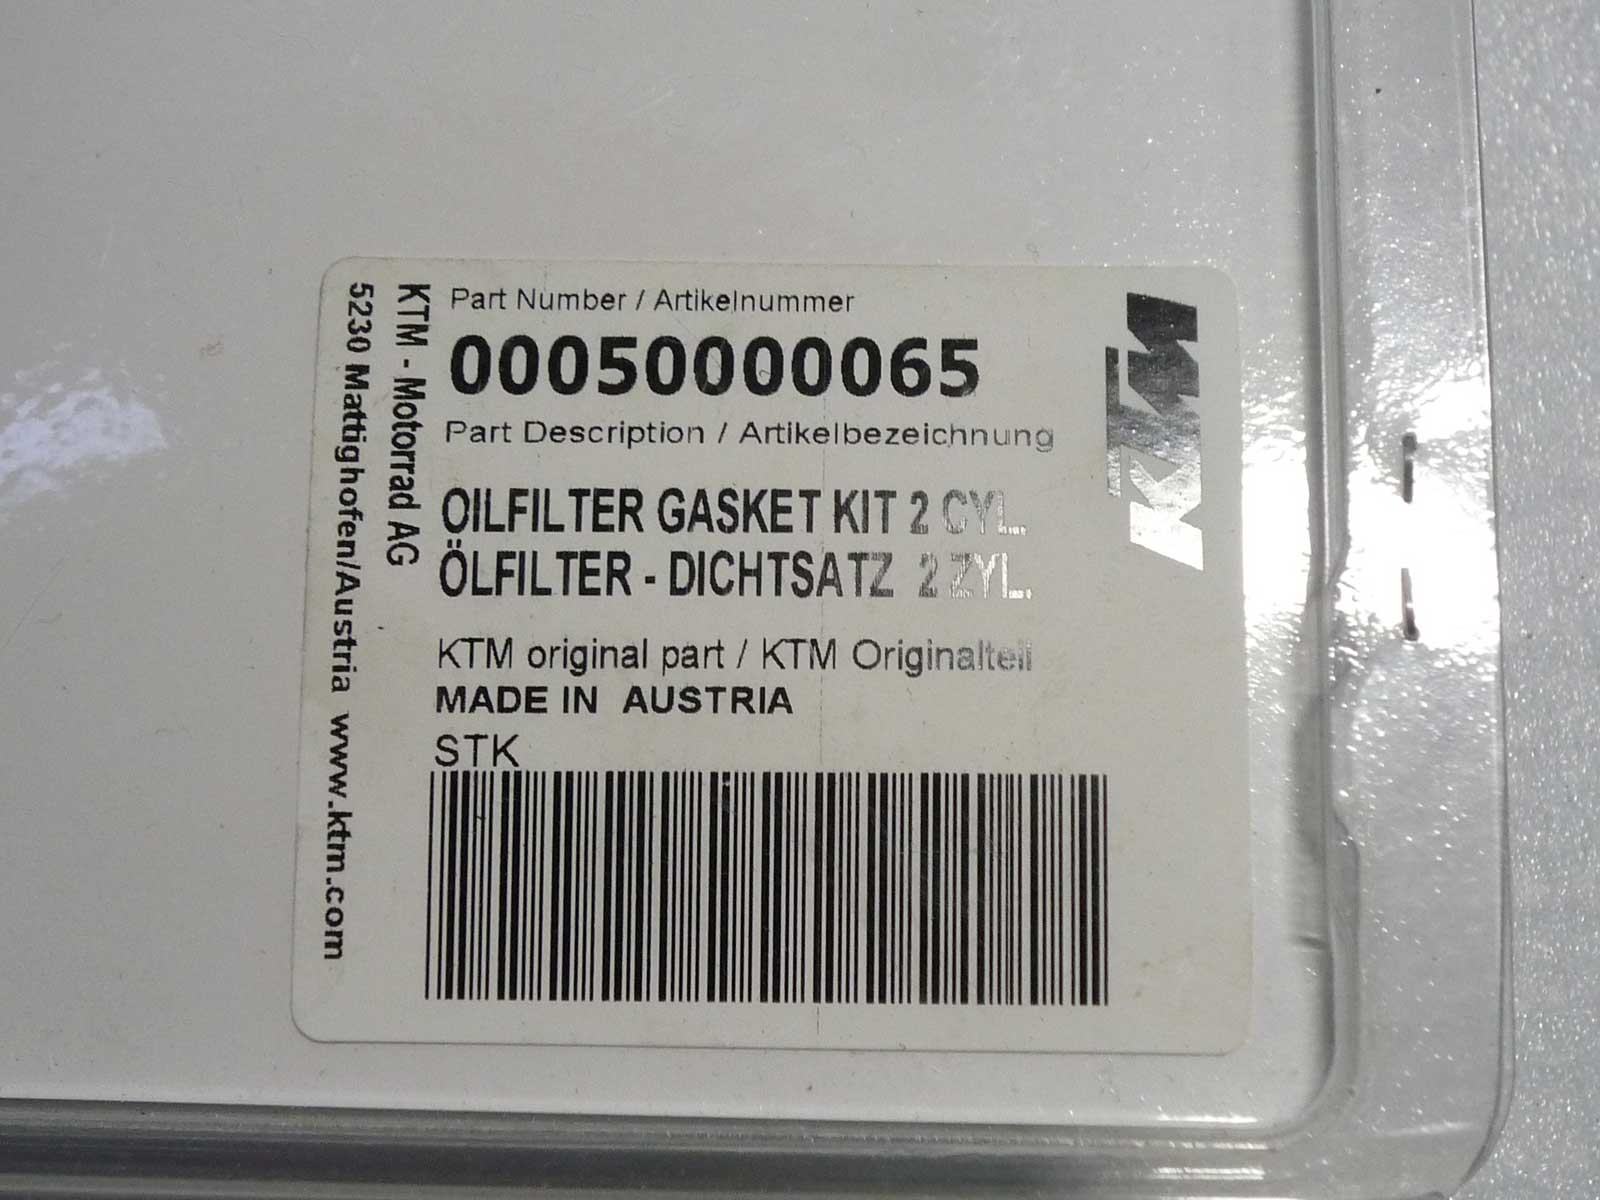 Part Number / Artikelnummer
00050000065
Part Description / Artikelbezeichnung
OILFILTER GASKET KIT 2 CYL.
ÖLFILTER - DICHTSATZ 2 ZYL.
KTM original part / KTM Originalteil
MADE IN AUSTRIA
STK
KTM - Motorrad AG
5230 Mattighofen/Austria www.ktm.com
KTM